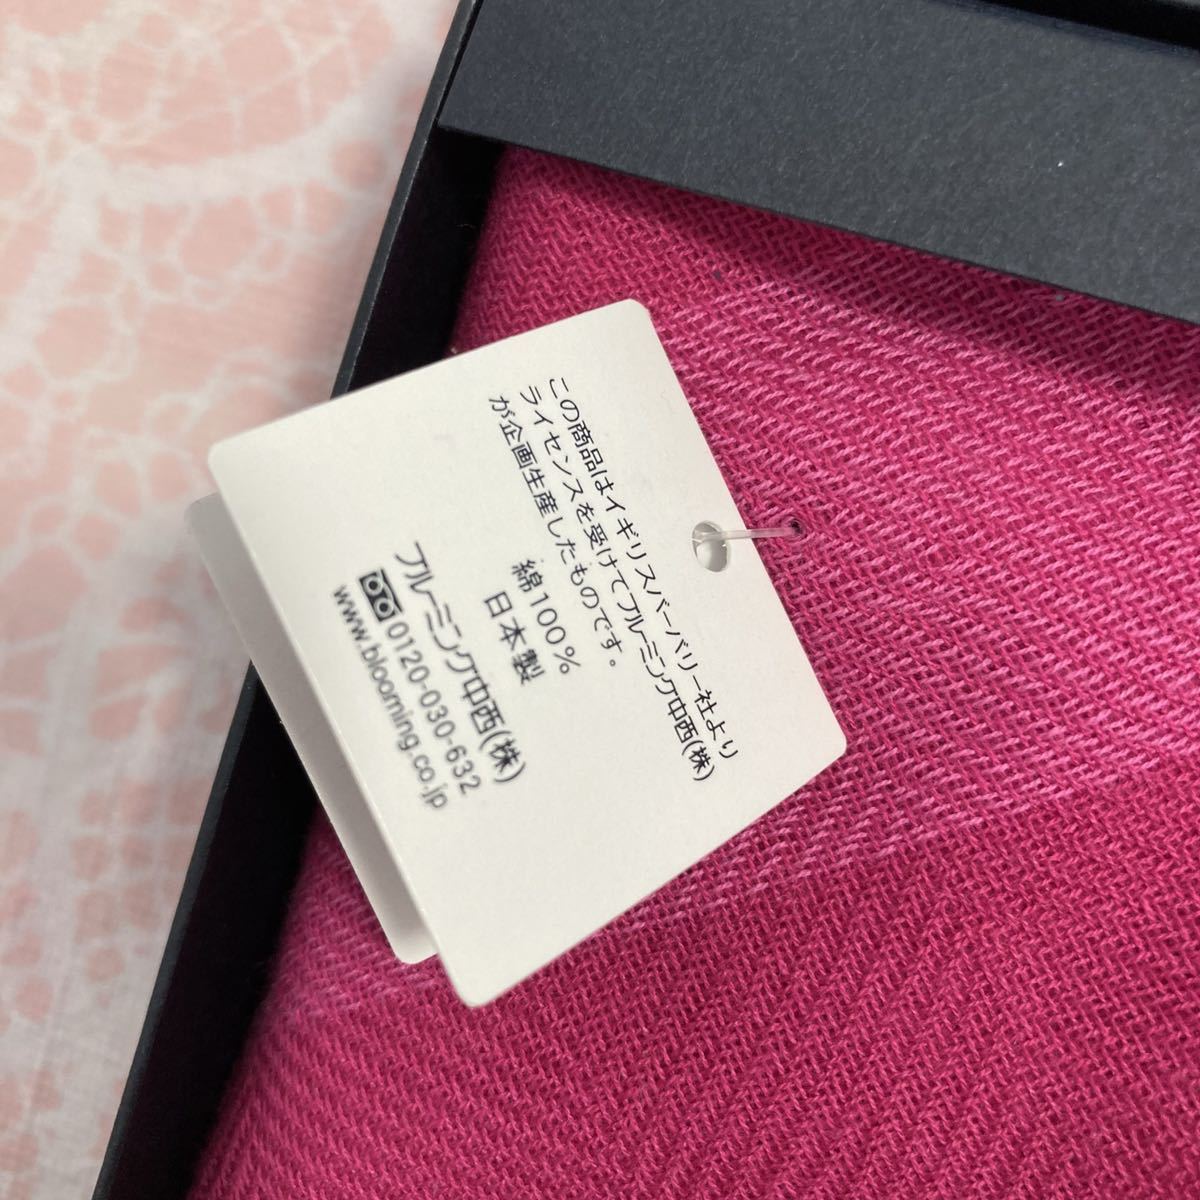 この商品はイギリスバーバリー社より
ライセンスを受けてブルーミング中西(株)
が企画生産したものです。
綿100%
日本製
ブルーミング中西(株)
0120-030-632
www.blooming.co.jp